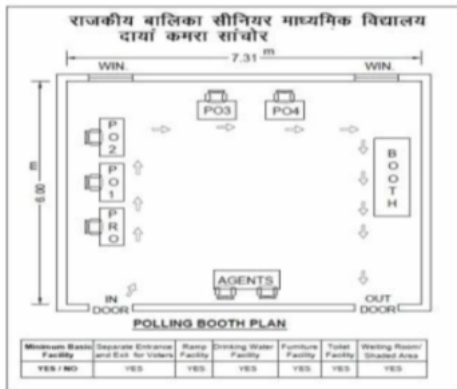 राजकीय बालिका सीनियर माध्यमिक विद्यालय
दायां कमरा सांचोर
7.31 m
WIN.
WIN.
PO3
PO4
PO2
BOOTH
6.00 m
PO1
PRO
AGENTS
IN DOOR
OUT DOOR
POLLING BOOTH PLAN
Minimum Basic Facility
Separate Entrance and Exit for Voters
Ramp Facility
Drinking Water Facility
Furniture Facility
Toilet Facility
Waiting Room/ Shaded Area
YES / NO
YES
YES
YES
YES
YES
YES